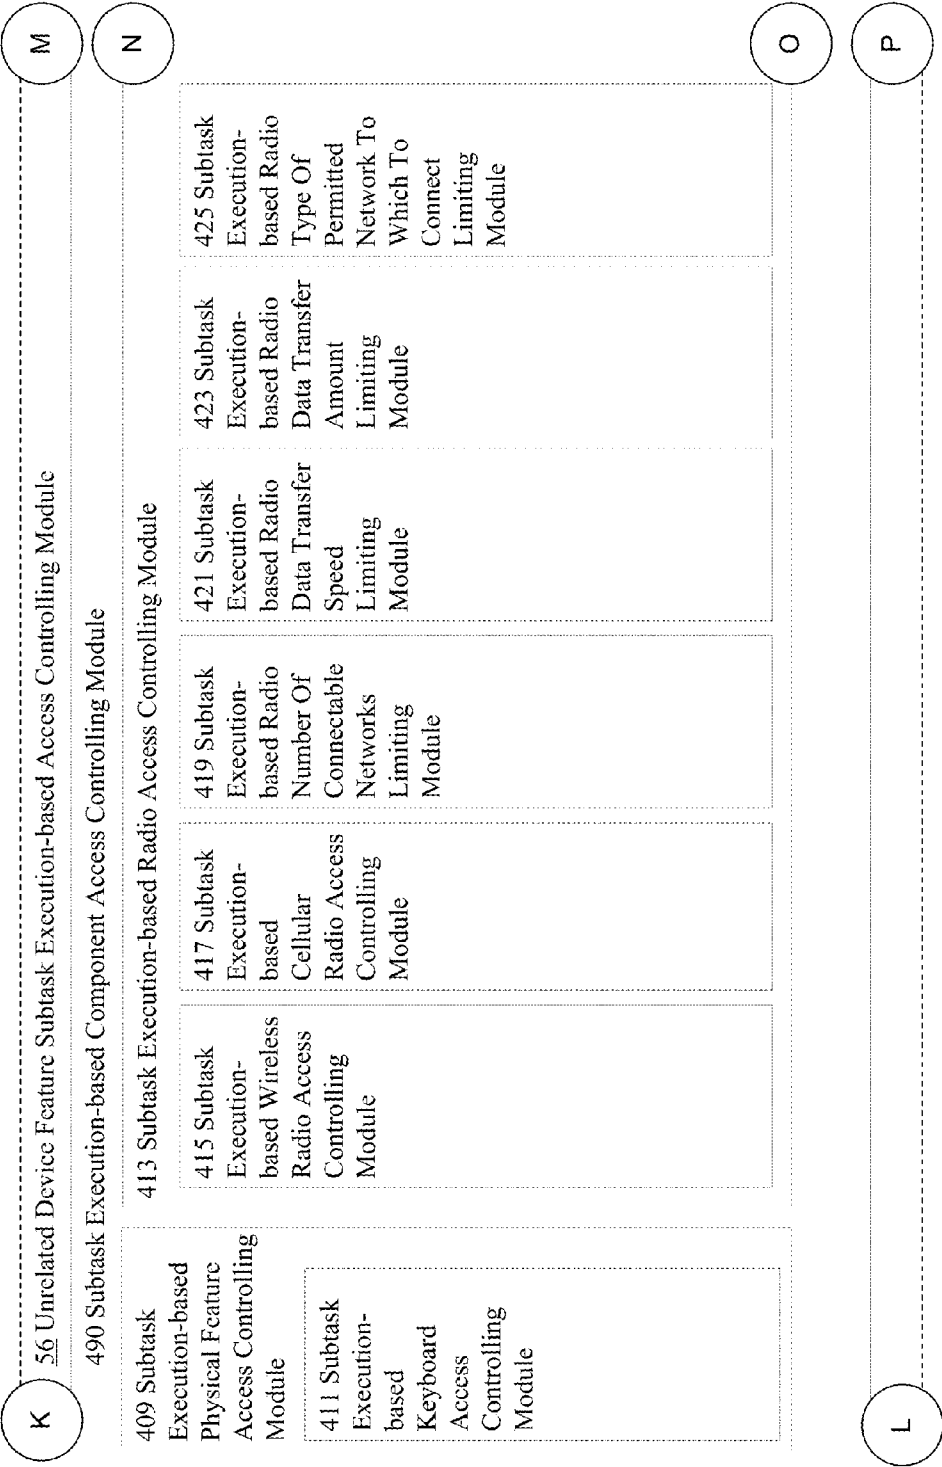 K
M
56 Unrelated Device Feature Subtask Execution-based Access Controlling Module
N
490 Subtask Execution-based Component Access Controlling Module
409 Subtask
Execution-based
Physical Feature
Access Controlling
Module
411 Subtask
Execution-
based
Keyboard
Access
Controlling
Module
413 Subtask Execution-based Radio Access Controlling Module
415 Subtask
Execution-
based Wireless
Radio Access
Controlling
Module
417 Subtask
Execution-
based
Cellular
Radio Access
Controlling
Module
419 Subtask
Execution-
based Radio
Number Of
Connectable
Networks
Limiting
Module
421 Subtask
Execution-
based Radio
Data Transfer
Speed
Limiting
Module
423 Subtask
Execution-
based Radio
Data Transfer
Amount
Limiting
Module
425 Subtask
Execution-
based Radio
Type Of
Permitted
Network To
Which To
Connect
Limiting
Module
O
L
P